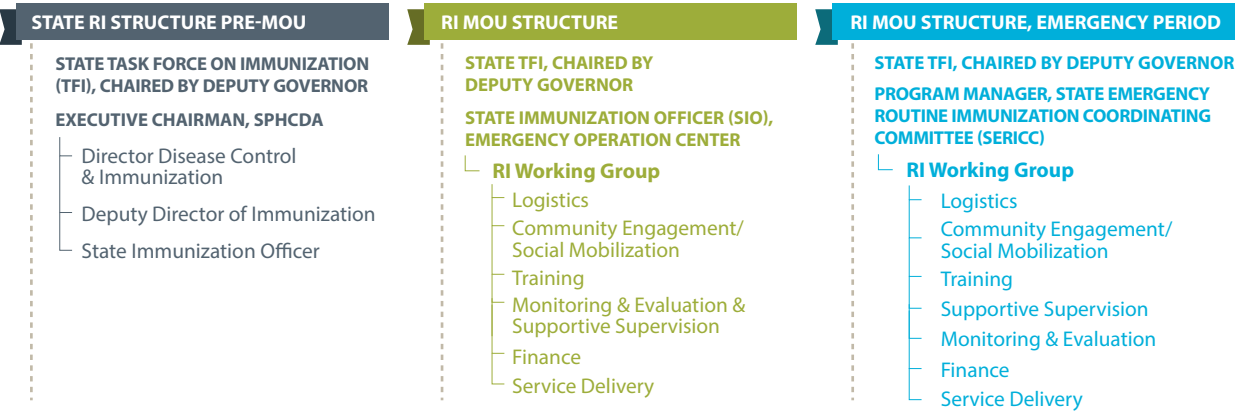 STATE RI STRUCTURE PRE-MOU
STATE TASK FORCE ON IMMUNIZATION
(TFI), CHAIRED BY DEPUTY GOVERNOR
EXECUTIVE CHAIRMAN, SPHCDA
Director Disease Control
& Immunization
Deputy Director of Immunization
State Immunization Officer
RI MOU STRUCTURE
STATE TFI, CHAIRED BY
DEPUTY GOVERNOR
STATE IMMUNIZATION OFFICER (SIO),
EMERGENCY OPERATION CENTER
RI Working Group
Logistics
Community Engagement/
Social Mobilization
Training
Monitoring & Evaluation &
Supportive Supervision
Finance
Service Delivery
RI MOU STRUCTURE, EMERGENCY PERIOD
STATE TFI, CHAIRED BY DEPUTY GOVERNOR
PROGRAM MANAGER, STATE EMERGENCY
ROUTINE IMMUNIZATION COORDINATING
COMMITTEE (SERICC)
RI Working Group
Logistics
Community Engagement/
Social Mobilization
Training
Supportive Supervision
Monitoring & Evaluation
Finance
Service Delivery